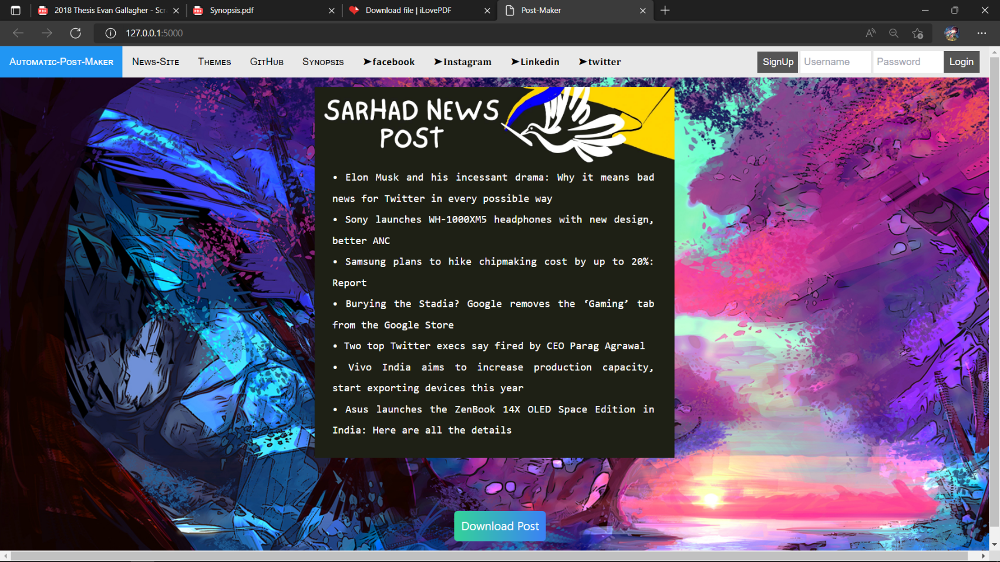 2018 Thesis Evan Gallagher - Scr
Synopsis.pdf
Download file | iLovePDF
Post-Maker
127.0.0.1:5000
Automatic-Post-Maker
News-Site
Themes
GitHub
Synopsis
➤facebook
➤Instagram
➤Linkedin
➤twitter
SignUp
Username
Password
Login
SARHAD NEWS
POST
• Elon Musk and his incessant drama: Why it means bad
news for Twitter in every possible way
• Sony launches WH-1000XM5 headphones with new design,
better ANC
• Samsung plans to hike chipmaking cost by up to 20%:
Report
• Burying the Stadia? Google removes the ‘Gaming’ tab
from the Google Store
• Two top Twitter execs say fired by CEO Parag Agrawal
• Vivo India aims to increase production capacity,
start exporting devices this year
• Asus launches the ZenBook 14X OLED Space Edition in
India: Here are all the details
Download Post